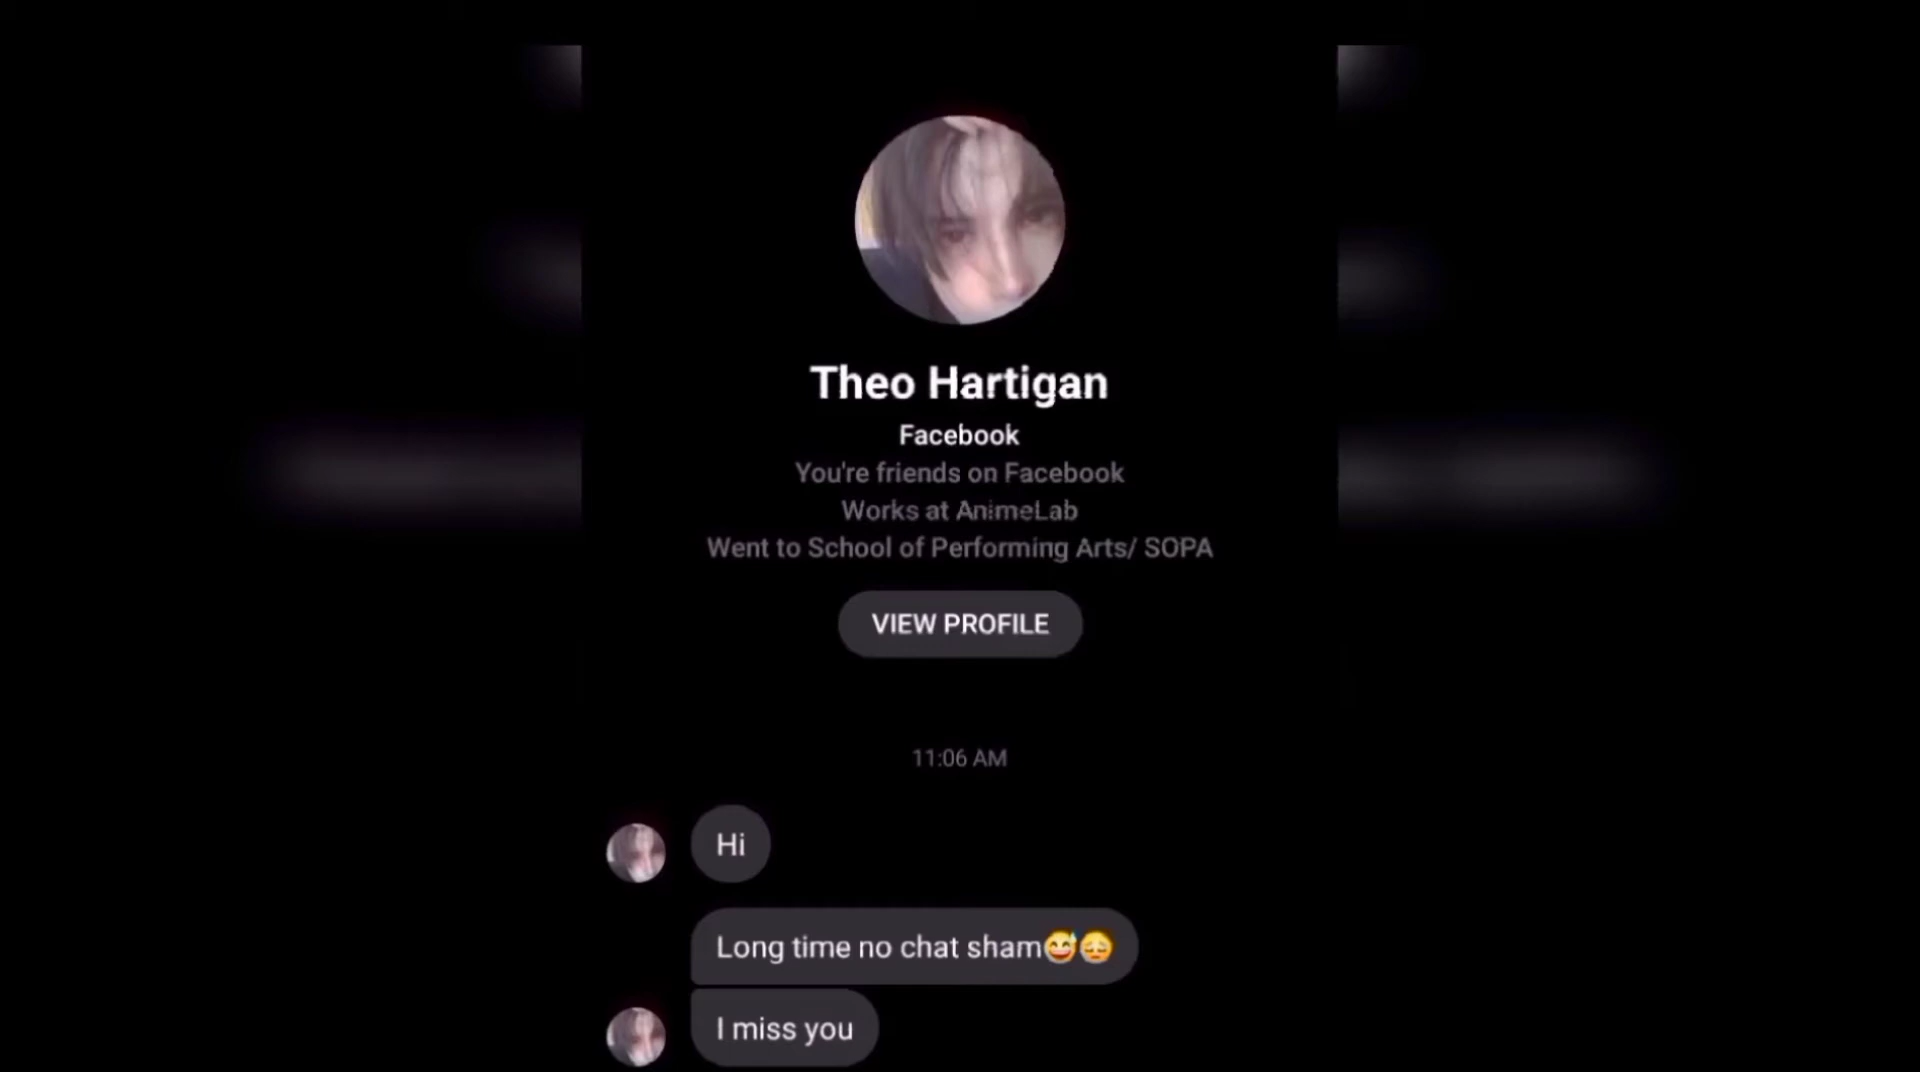 Theo Hartigan
Facebook
You're friends on Facebook
Works at AnimeLab
Went to School of Performing Arts/ SOPA
VIEW PROFILE
11:06 AM
Hi
Long time no chat sham😅😔
I miss you